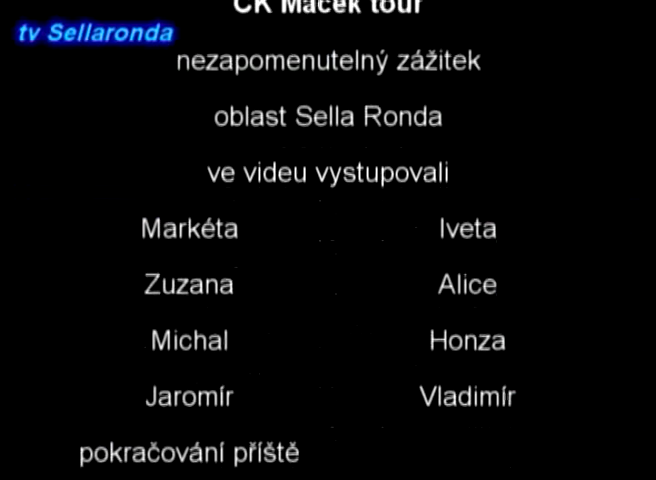 CK Maček tour
tv Sellaronda
nezapomenutelný zážitek
oblast Sella Ronda
ve videu vystupovali
Markéta Iveta
Zuzana Alice
Michal Honza
Jaromír Vladimír
pokračování příště